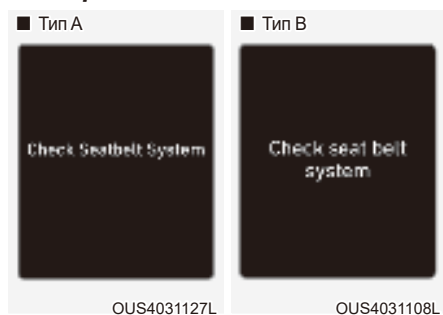 ■ Тип A
Check Seatbelt System
OUS4031127L
■ Тип B
Check seat belt
system
OUS4031108L